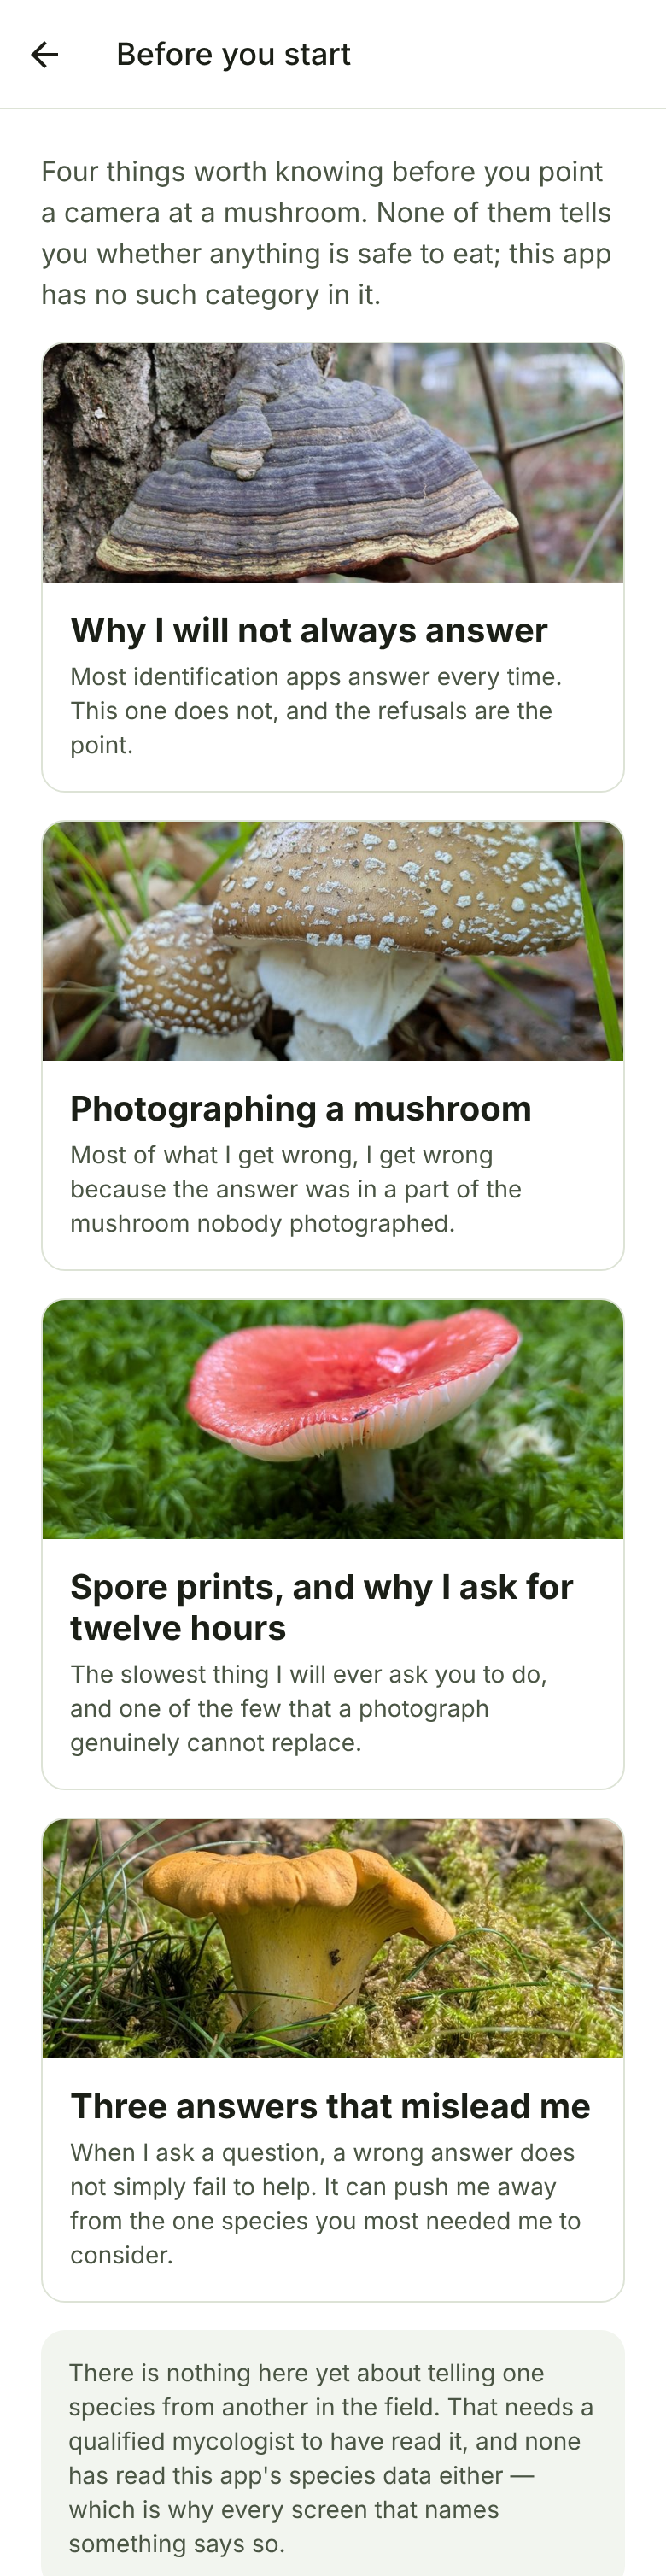 Before you start
Four things worth knowing before you point
a camera at a mushroom. None of them tells
you whether anything is safe to eat; this app
has no such category in it.
Why I will not always answer
Most identification apps answer every time.
This one does not, and the refusals are the
point.
Photographing a mushroom
Most of what I get wrong, I get wrong
because the answer was in a part of the
mushroom nobody photographed.
Spore prints, and why I ask for
twelve hours
The slowest thing I will ever ask you to do,
and one of the few that a photograph
genuinely cannot replace.
Three answers that mislead me
When I ask a question, a wrong answer does
not simply fail to help. It can push me away
from the one species you most needed me to
consider.
There is nothing here yet about telling one
species from another in the field. That needs a
qualified mycologist to have read it, and none
has read this app's species data either —
which is why every screen that names
something says so.